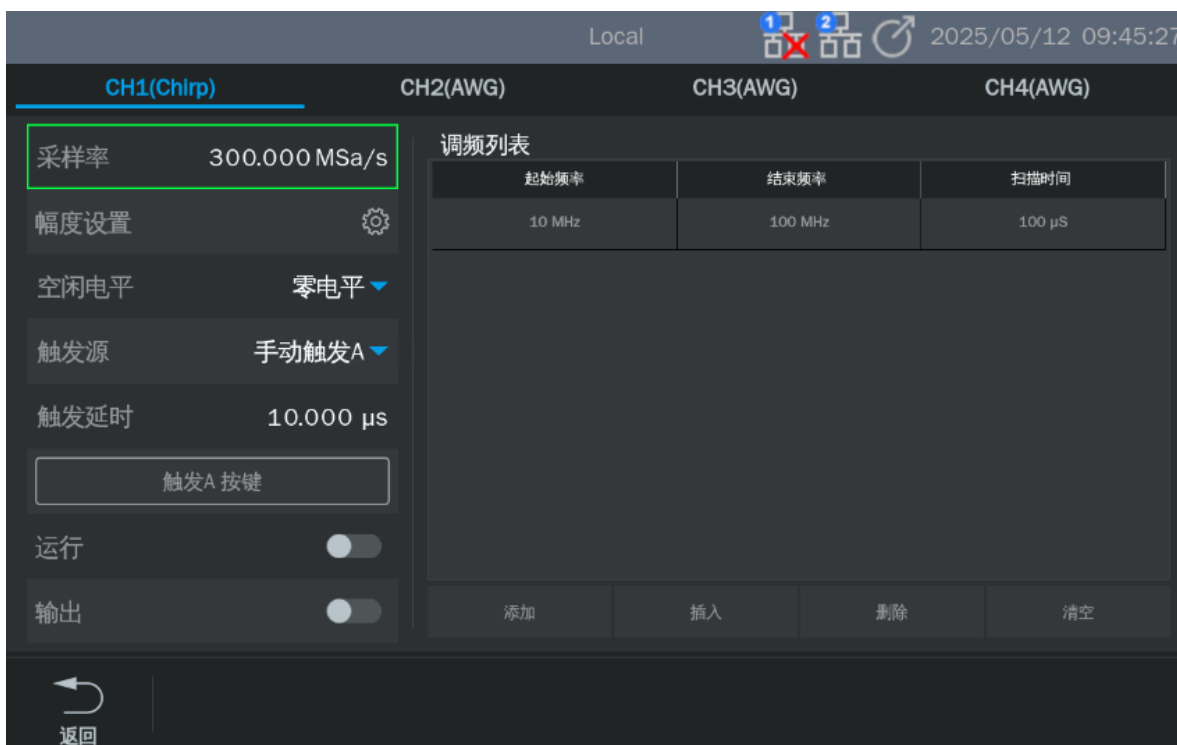 Local 1 2 2025/05/12 09:45:27
CH1(Chirp) CH2(AWG) CH3(AWG) CH4(AWG)
采样率 300.000 MSa/s
幅度设置
空闲电平 零电平
触发源 手动触发A
触发延时 10.000 μs
触发A 按键
运行
输出
调频列表
起始频率 结束频率 扫描时间
10 MHz 100 MHz 100 μS
添加 插入 删除 清空
返回